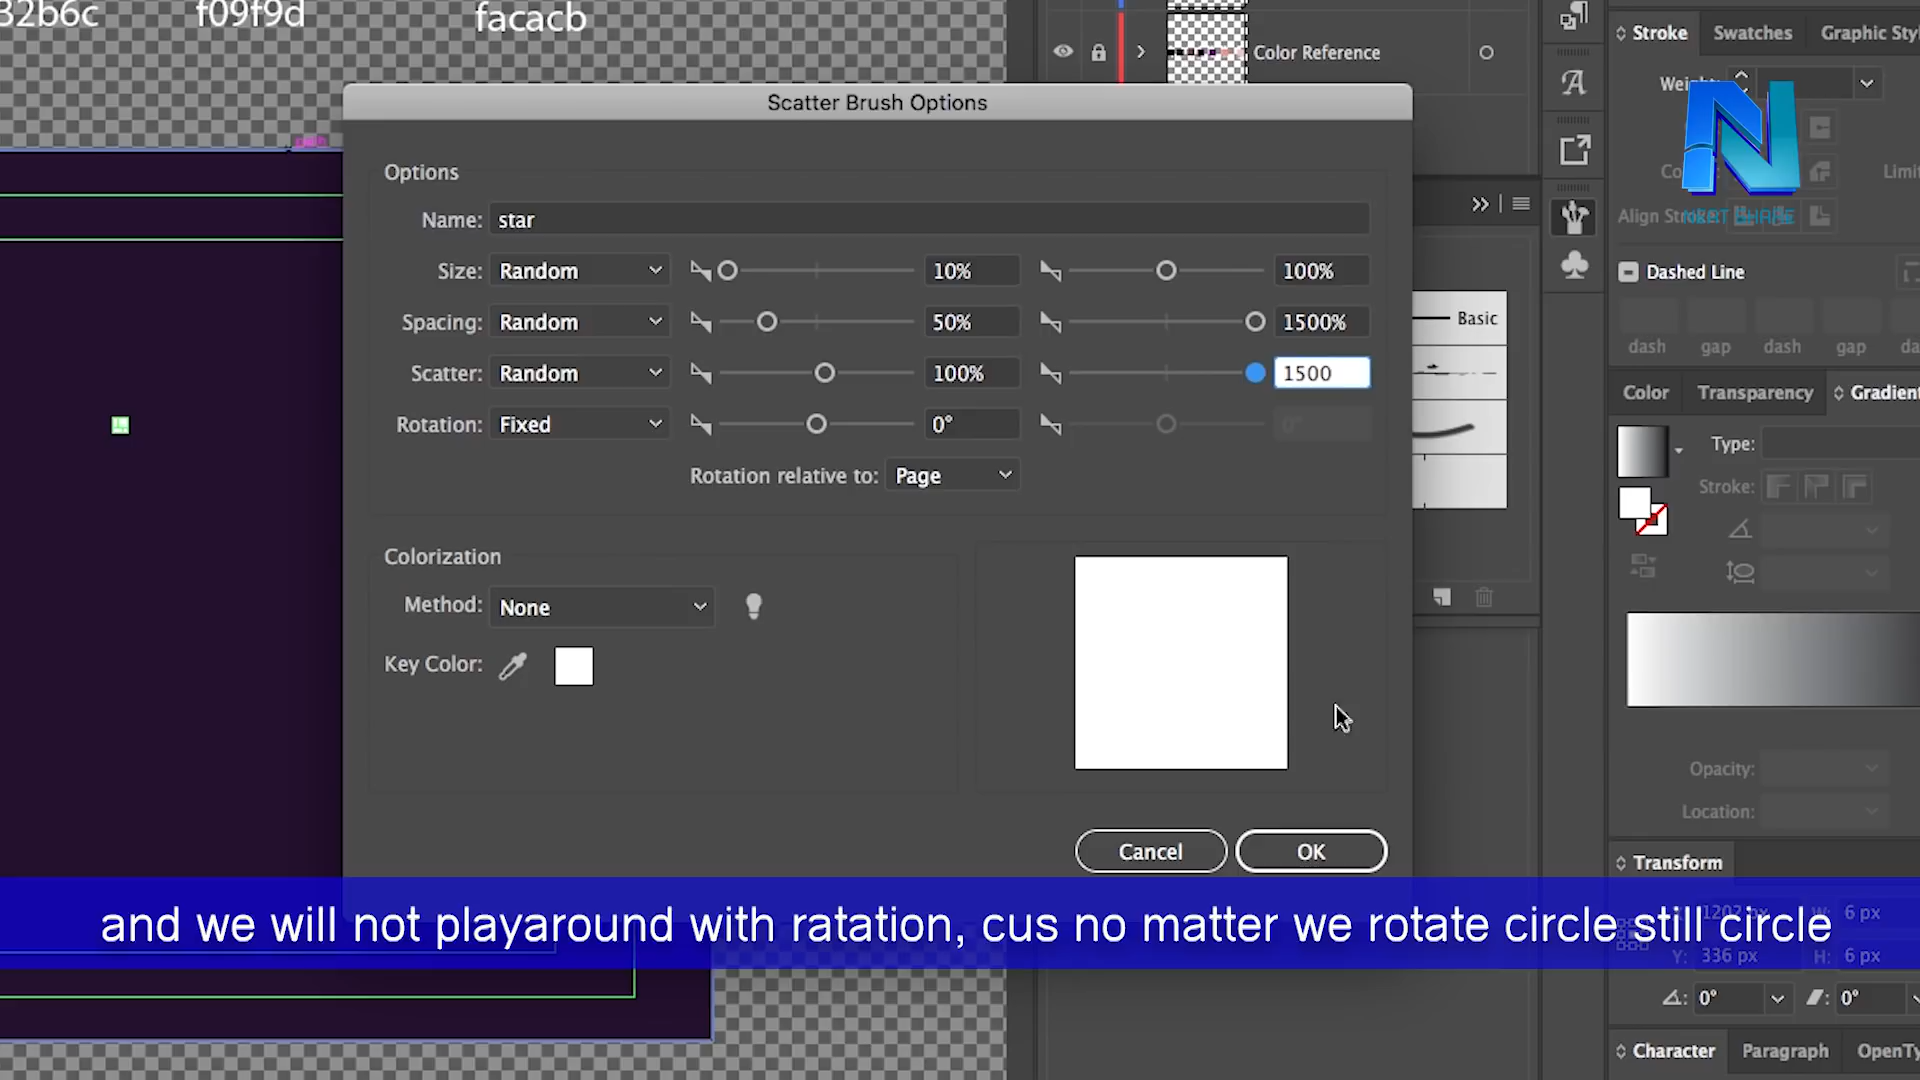 32b6c
f09f9d
facacb
Color Reference
Stroke
Swatches
Graphic Sty
Scatter Brush Options
Options
Name: star
Size: Random 10% 100%
Spacing: Random 50% 1500%
Scatter: Random 100% 1500
Rotation: Fixed 0° 0°
Rotation relative to: Page
Colorization
Method: None
Key Color:
Cancel
OK
Basic
Limi
Align Stroke:
Dashed Line
dash gap dash gap da
Color
Transparency
Gradient
Type:
Stroke:
Opacity:
Location:
Transform
W: 6 px
Y: 336 px H: 6 px
0° 0°
Character
Paragraph
OpenTy
and we will not playaround with ratation, cus no matter we rotate circle still circle